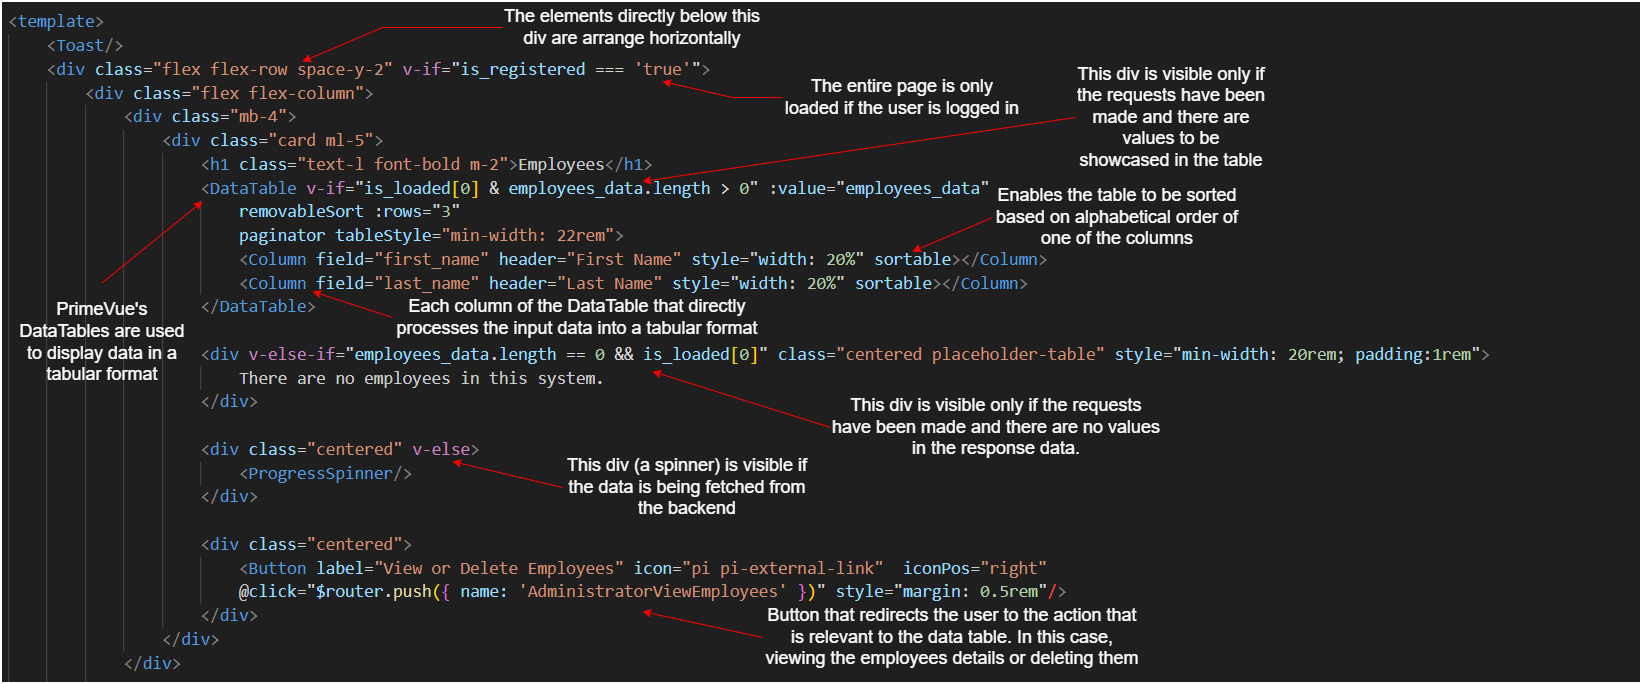 <template>
The elements directly below this
div are arrange horizontally
<Toast/>
<div class="flex flex-row space-y-2" v-if="is_registered === 'true'">
The entire page is only
loaded if the user is logged in
This div is visible only if
the requests have been
made and there are
values to be
showcased in the table
<div class="flex flex-column">
<div class="mb-4">
<div class="card ml-5">
<h1 class="text-l font-bold m-2">Employees</h1>
<DataTable v-if="is_loaded[0] & employees_data.length > 0" :value="employees_data"
removableSort :rows="3"
paginator tableStyle="min-width: 22rem">
Enables the table to be sorted
based on alphabetical order of
one of the columns
<Column field="first_name" header="First Name" style="width: 20%" sortable></Column>
<Column field="last_name" header="Last Name" style="width: 20%" sortable></Column>
</DataTable>
PrimeVue's
DataTables are used
to display data in a
tabular format
Each column of the DataTable that directly
processes the input data into a tabular format
<div v-else-if="employees_data.length == 0 && is_loaded[0]" class="centered placeholder-table" style="min-width: 20rem; padding:1rem">
There are no employees in this system.
</div>
This div is visible only if the requests
have been made and there are no values
in the response data.
<div class="centered" v-else>
<ProgressSpinner/>
</div>
This div (a spinner) is visible if
the data is being fetched from
the backend
<div class="centered">
<Button label="View or Delete Employees" icon="pi pi-external-link"  iconPos="right"
@click="$router.push({ name: 'AdministratorViewEmployees' })" style="margin: 0.5rem"/>
</div>
Button that redirects the user to the action that
is relevant to the data table. In this case,
viewing the employees details or deleting them
</div>
</div>